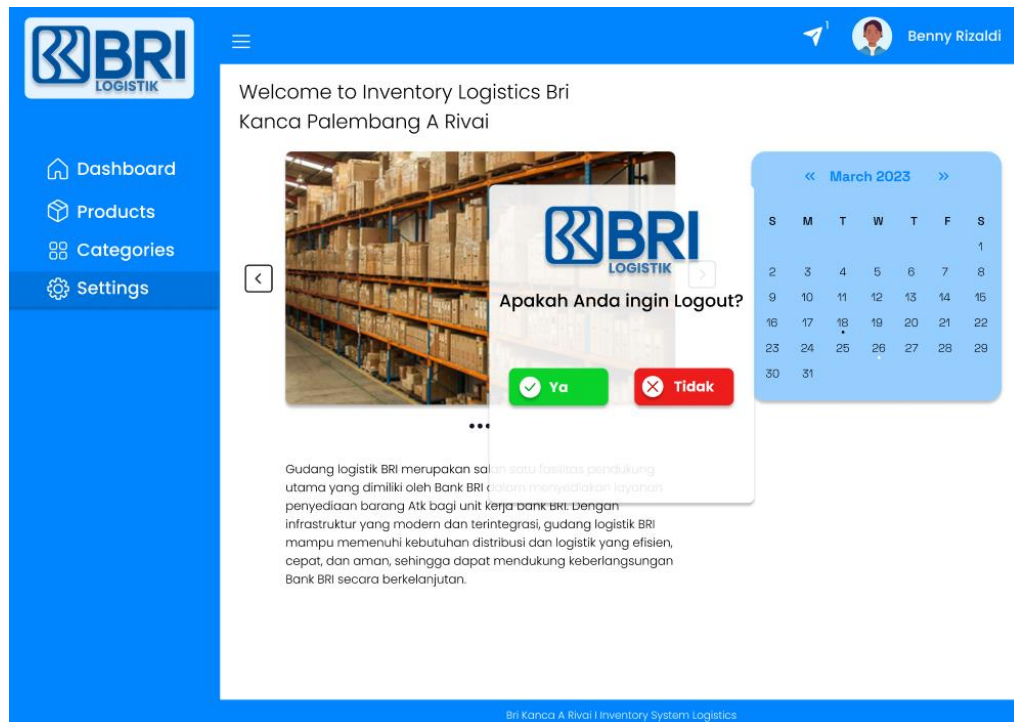 BRI
LOGISTIK
1
Benny Rizaldi
Dashboard
Products
Categories
Settings
Welcome to Inventory Logistics Bri
Kanca Palembang A Rivai
« March 2023 »
S M T W T F S
1
2 3 4 5 6 7 8
9 10 11 12 13 14 15
16 17 18 19 20 21 22
23 24 25 26 27 28 29
30 31
BRI
LOGISTIK
Apakah Anda ingin Logout?
Ya
Tidak
Gudang logistik BRI merupakan salah satu fasilitas pendukung
utama yang dimiliki oleh Bank BRI dalam menyediakan layanan
penyediaan barang Atk bagi unit kerja bank BRI. Dengan
infrastruktur yang modern dan terintegrasi, gudang logistik BRI
mampu memenuhi kebutuhan distribusi dan logistik yang efisien,
cepat, dan aman, sehingga dapat mendukung keberlangsungan
Bank BRI secara berkelanjutan.
Bri Kanca A Rivai I Inventory System Logistics